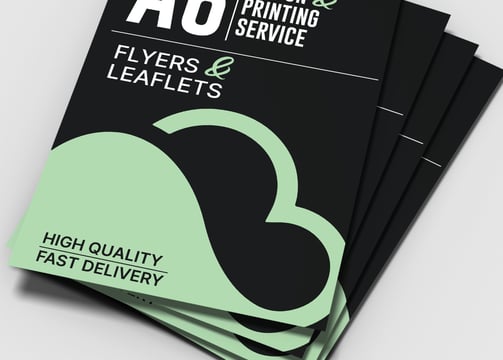 A6
&
PRINTING
SERVICE
FLYERS &
LEAFLETS
HIGH QUALITY
FAST DELIVERY